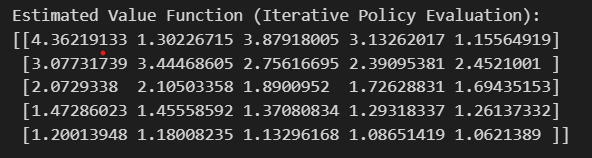 Estimated Value Function (Iterative Policy Evaluation):
[[4.36219133 1.30226715 3.87918005 3.13262017 1.15564919]
 [3.07731739 3.44468605 2.75616695 2.39095381 2.4521001 ]
 [2.0729338  2.10503358 1.8900952  1.72628831 1.69435153]
 [1.47286023 1.45558592 1.37080834 1.29318337 1.26137332]
 [1.20013948 1.18008235 1.13296168 1.08651419 1.0621389 ]]